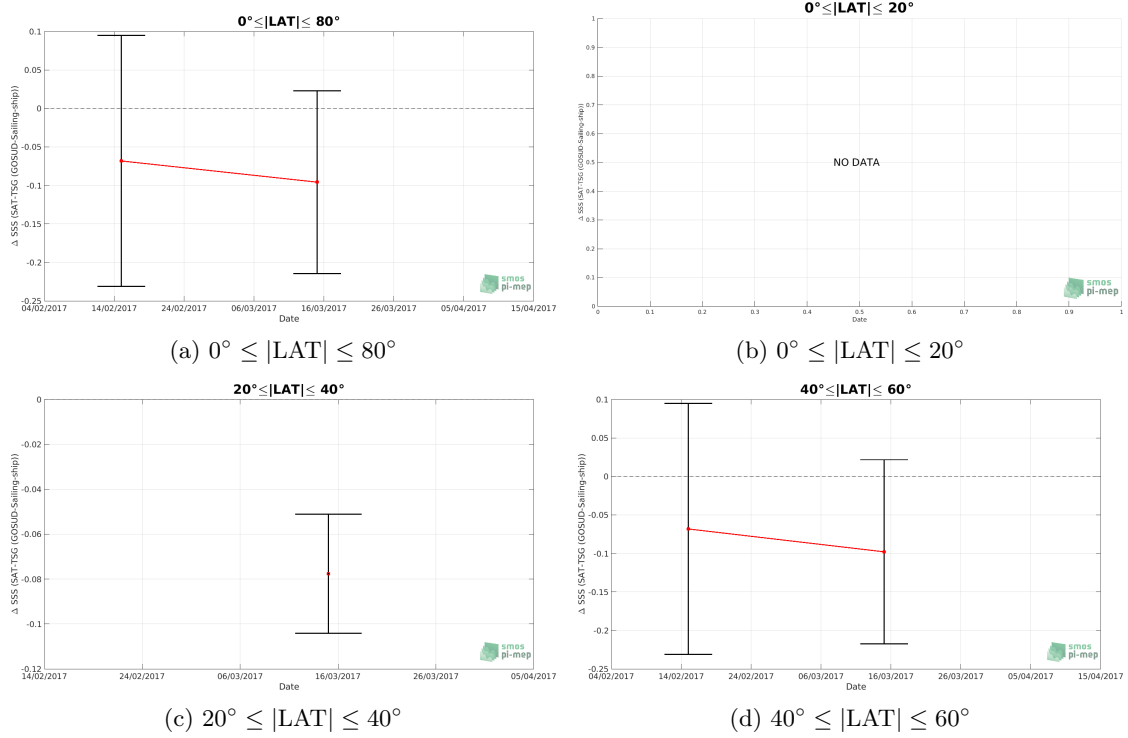 0°≤|LAT|≤ 80°
Δ SSS (SAT-TSG (GOSUD-Sailing-ship))
0.1
0.05
0
-0.05
-0.1
-0.15
-0.2
-0.25
04/02/2017 14/02/2017 24/02/2017 06/03/2017 16/03/2017 26/03/2017 05/04/2017 15/04/2017
Date
smos
pi-mep
(a) 0° ≤ |LAT| ≤ 80°
0°≤|LAT|≤ 20°
Δ SSS (SAT-TSG (GOSUD-Sailing-ship))
1
0.9
0.8
0.7
0.6
0.5
0.4
0.3
0.2
0.1
0
NO DATA
0 0.1 0.2 0.3 0.4 0.5 0.6 0.7 0.8 0.9 1
Date
smos
pi-mep
(b) 0° ≤ |LAT| ≤ 20°
20°≤|LAT|≤ 40°
Δ SSS (SAT-TSG (GOSUD-Sailing-ship))
0
-0.02
-0.04
-0.06
-0.08
-0.1
-0.12
14/02/2017 24/02/2017 06/03/2017 16/03/2017 26/03/2017 05/04/2017
Date
smos
pi-mep
(c) 20° ≤ |LAT| ≤ 40°
40°≤|LAT|≤ 60°
Δ SSS (SAT-TSG (GOSUD-Sailing-ship))
0.1
0.05
0
-0.05
-0.1
-0.15
-0.2
-0.25
04/02/2017 14/02/2017 24/02/2017 06/03/2017 16/03/2017 26/03/2017 05/04/2017 15/04/2017
Date
smos
pi-mep
(d) 40° ≤ |LAT| ≤ 60°